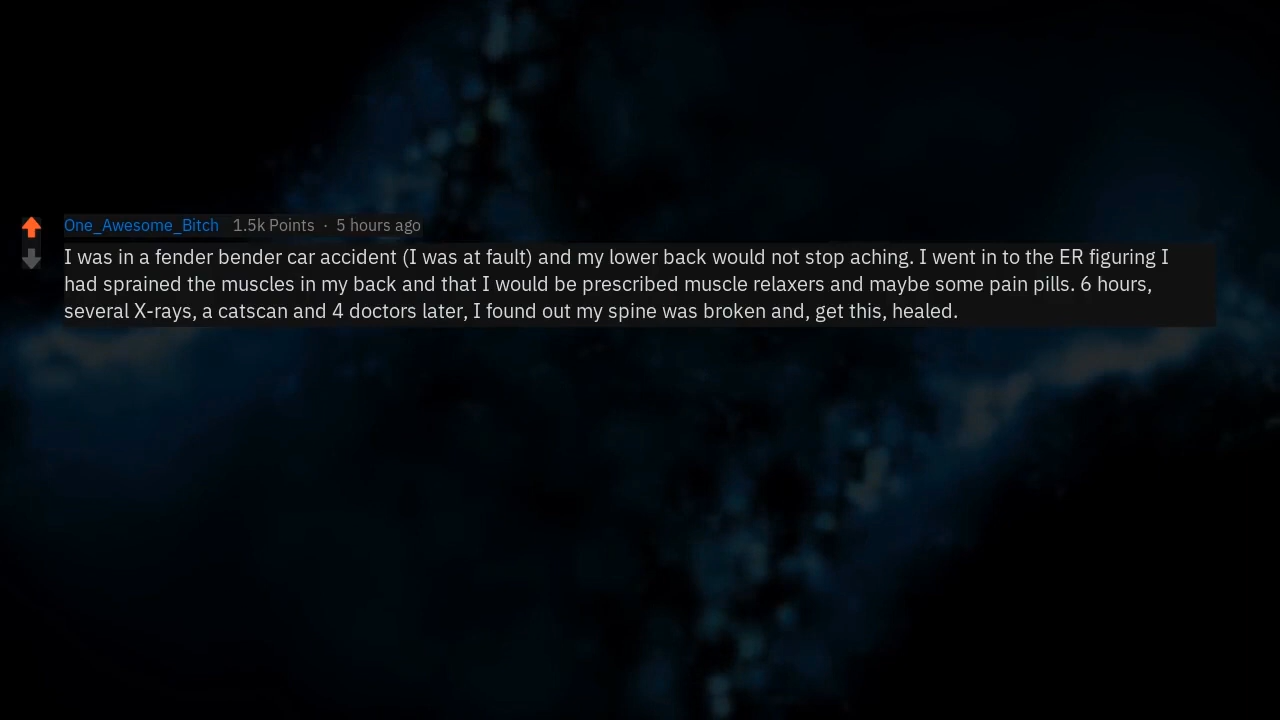 One_Awesome_Bitch 1.5k Points · 5 hours ago
I was in a fender bender car accident (I was at fault) and my lower back would not stop aching. I went in to the ER figuring I
had sprained the muscles in my back and that I would be prescribed muscle relaxers and maybe some pain pills. 6 hours,
several X-rays, a catscan and 4 doctors later, I found out my spine was broken and, get this, healed.